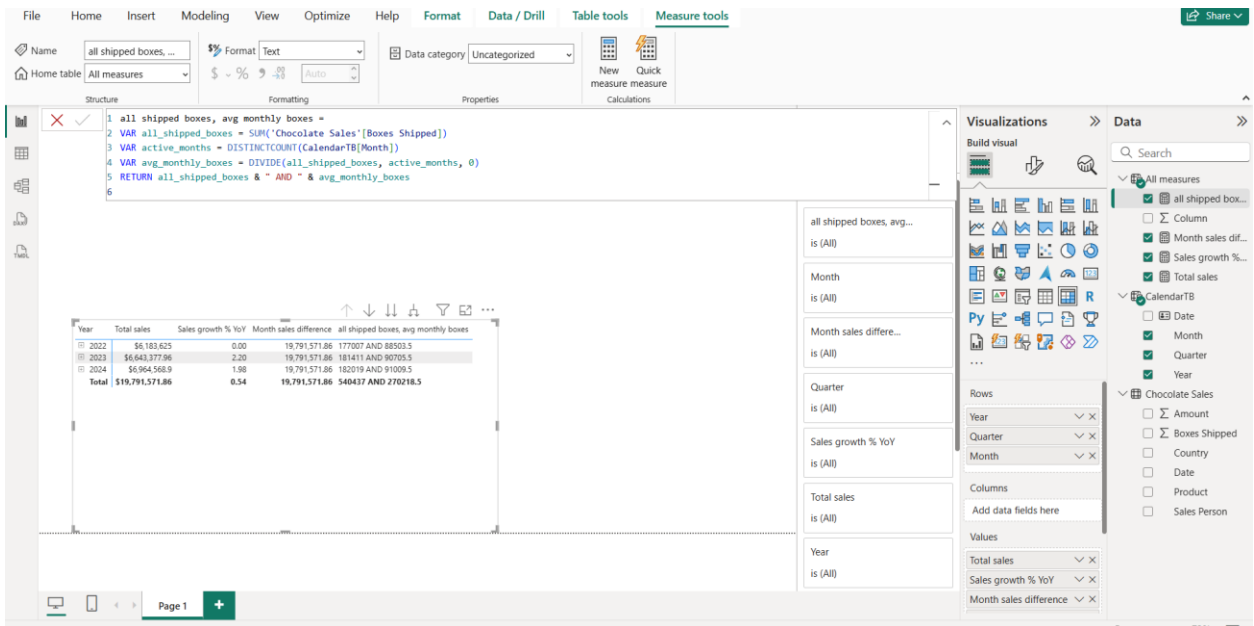 File Home Insert Modeling View Optimize Help Format Data / Drill Table tools Measure tools Share
Name all shipped boxes, ...
Home table All measures
Structure
$% Format Text
$ % 9 Auto
Formatting
Data category Uncategorized
Properties
New measure
Quick measure
Calculations
1 all shipped boxes, avg monthly boxes =
2 VAR all_shipped_boxes = SUM('Chocolate Sales'[Boxes Shipped])
3 VAR active_months = DISTINCTCOUNT(CalendarTB[Month])
4 VAR avg_monthly_boxes = DIVIDE(all_shipped_boxes, active_months, 0)
5 RETURN all_shipped_boxes & " AND " & avg_monthly_boxes
6
TMDL
Year Total sales Sales growth % YoY Month sales difference all shipped boxes, avg monthly boxes
2022 $6,183,625 0.00 19,791,571.86 177007 AND 88503.5
2023 $6,643,377.96 2.20 19,791,571.86 181411 AND 90705.5
2024 $6,964,568.9 1.98 19,791,571.86 182019 AND 91009.5
Total $19,791,571.86 0.54 19,791,571.86 540437 AND 270218.5
all shipped boxes, avg...
is (All)
Month
is (All)
Month sales differe...
is (All)
Quarter
is (All)
Sales growth % YoY
is (All)
Total sales
is (All)
Year
is (All)
Visualizations
Build visual
123
R
Py
...
Rows
Year
Quarter
Month
Columns
Add data fields here
Values
Total sales
Sales growth % YoY
Month sales difference
Data
Search
All measures
all shipped box...
Column
Month sales dif...
Sales growth %...
Total sales
CalendarTB
Date
Month
Quarter
Year
Chocolate Sales
Amount
Boxes Shipped
Country
Date
Product
Sales Person
Page 1